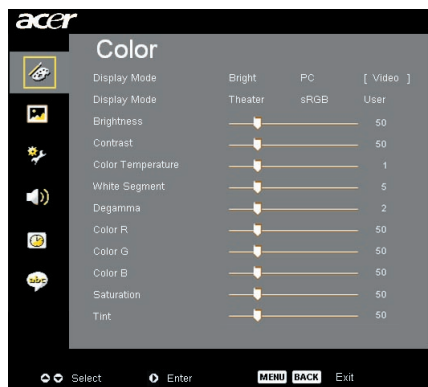 acer
Color
Display Mode Bright PC [ Video ]
Display Mode Theater sRGB User
Brightness 50
Contrast 50
Color Temperature 1
White Segment 5
Degamma 2
Color R 50
Color G 50
Color B 50
Saturation 50
Tint 50
abc
Select Enter MENU BACK Exit